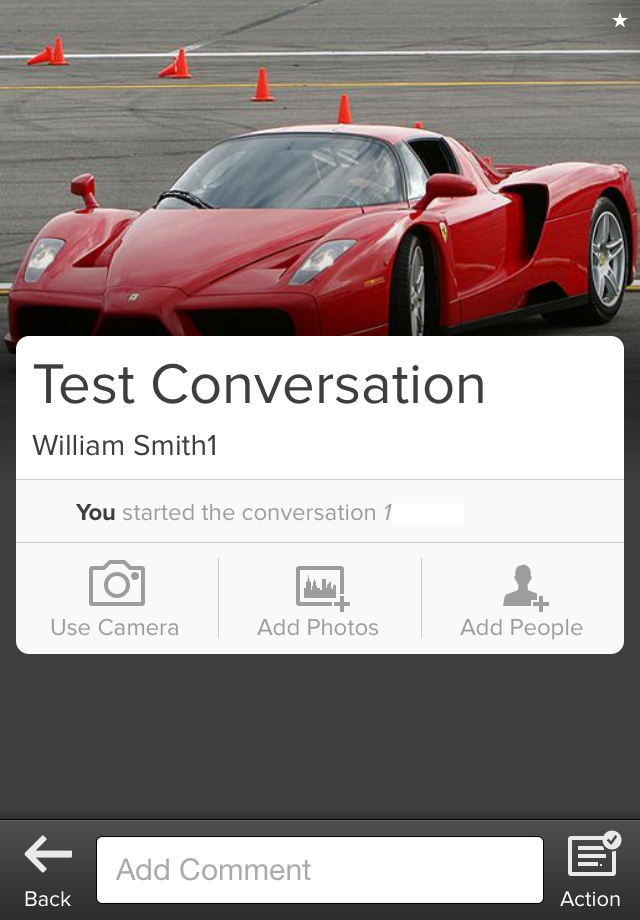 Test Conversation
William Smith1
You started the conversation 1
Use Camera
Add Photos
Add People
Add Comment
Back
Action